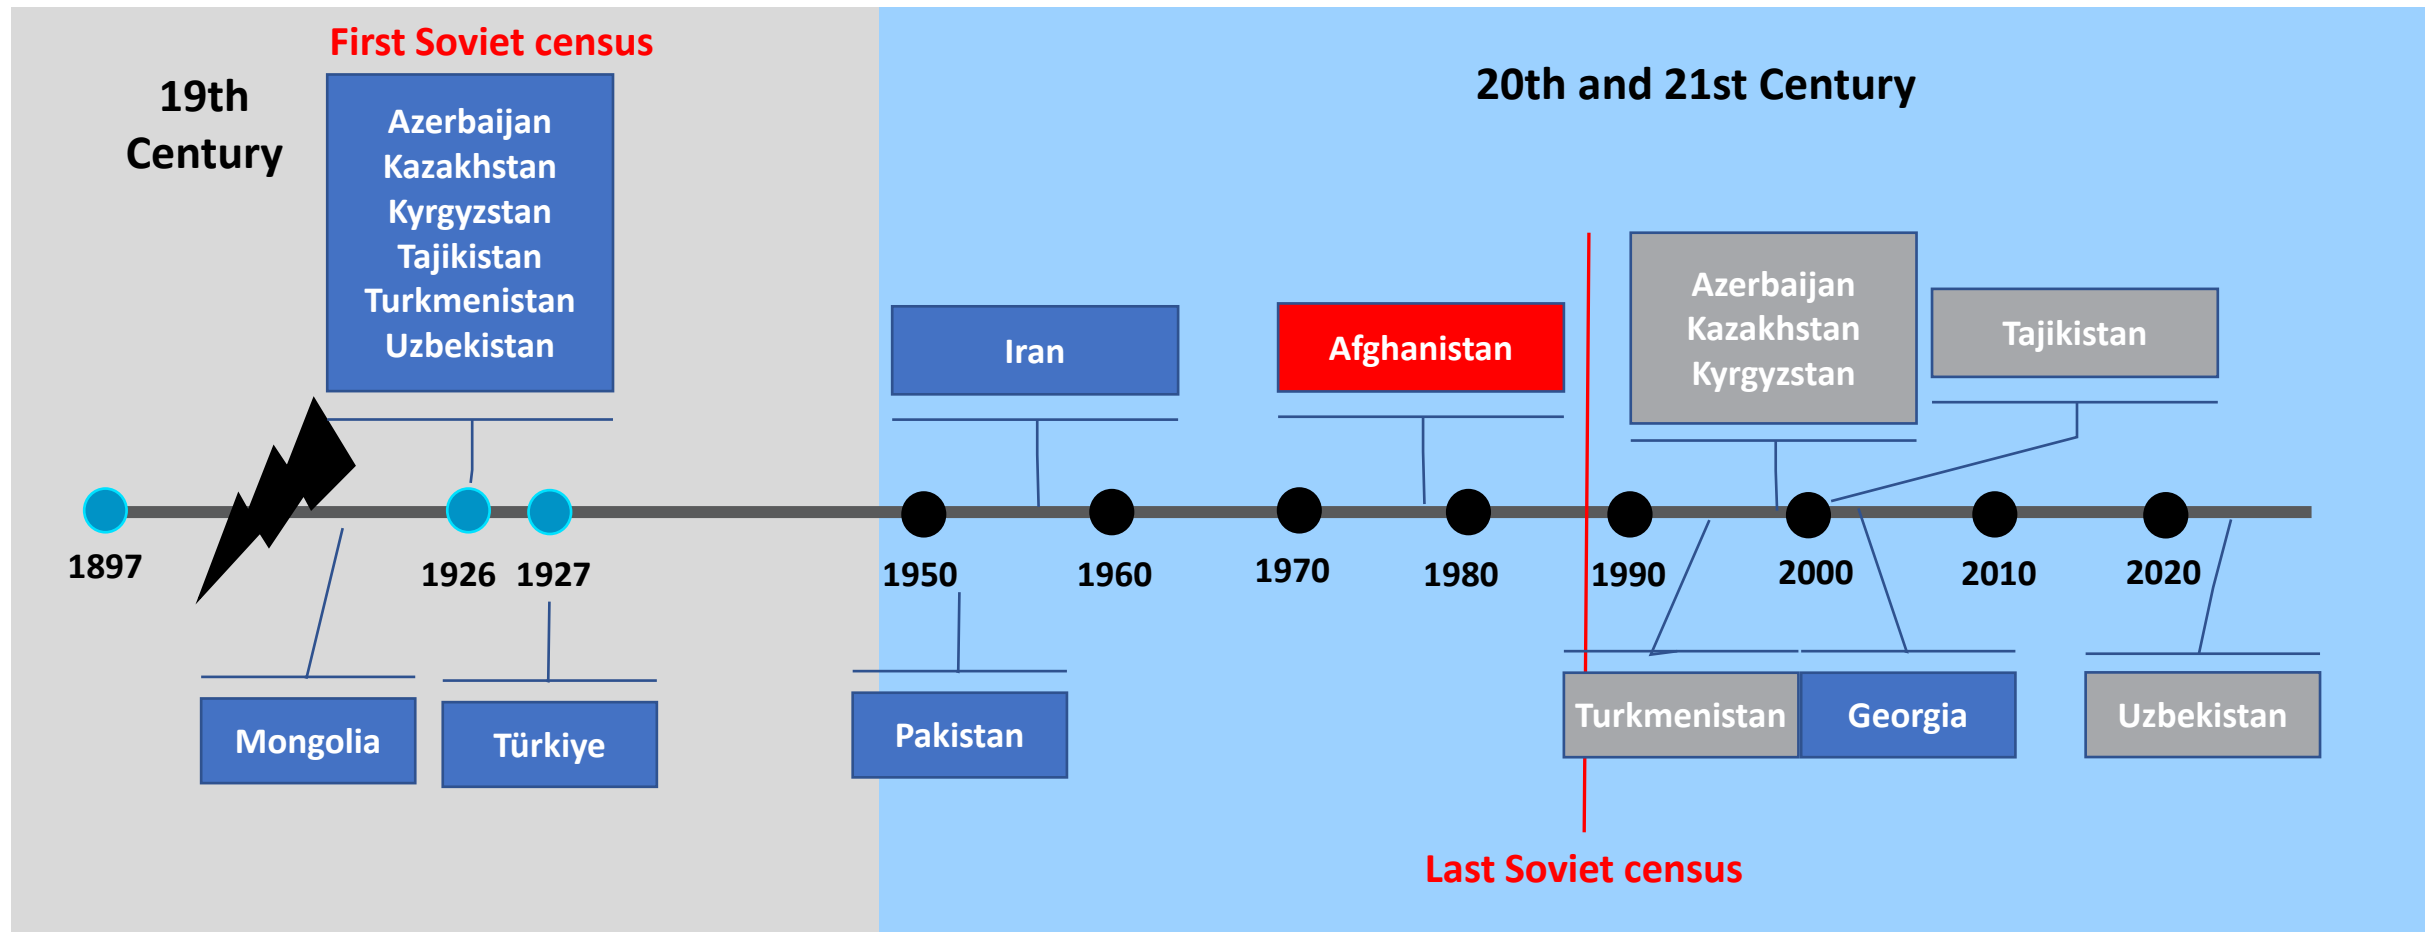 First Soviet census
19th
Century
20th and 21st Century
Azerbaijan
Kazakhstan
Kyrgyzstan
Tajikistan
Turkmenistan
Uzbekistan
Iran
Afghanistan
Azerbaijan
Kazakhstan
Kyrgyzstan
Tajikistan
1897
1926
1927
1950
1960
1970
1980
1990
2000
2010
2020
Mongolia
Türkiye
Pakistan
Turkmenistan
Georgia
Uzbekistan
Last Soviet census